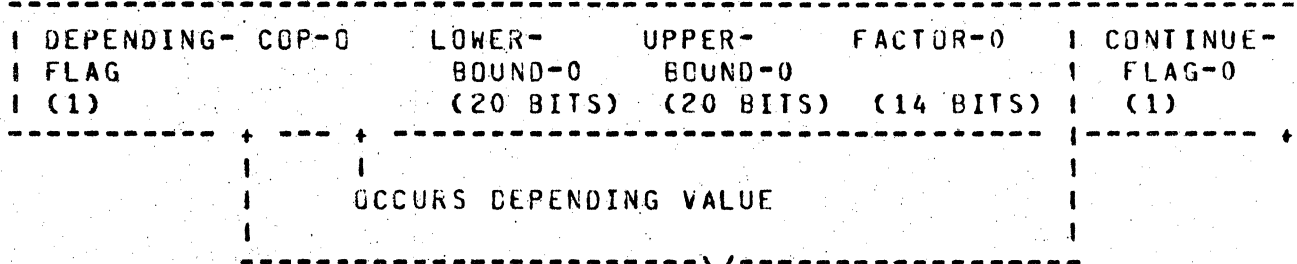 DEPENDING- COP-0 LOWER- UPPER- FACTOR-0 CONTINUE-
FLAG BOUND-0 BOUND-0 FLAG-0
(1) (20 BITS) (20 BITS) (14 BITS) (1)
OCCURS DEPENDING VALUE